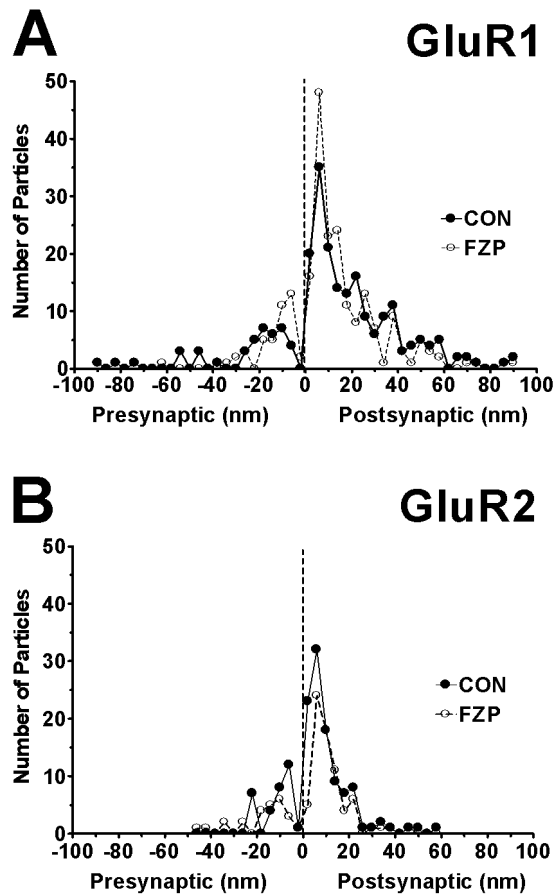 A
GluR1
50
40
30
20
10
0
Number of Particles
CON
FZP
-100 -80 -60 -40 -20 0 20 40 60 80 100
Presynaptic (nm) Postsynaptic (nm)
B
GluR2
50
40
30
20
10
0
Number of Particles
CON
FZP
-100 -80 -60 -40 -20 0 20 40 60 80 100
Presynaptic (nm) Postsynaptic (nm)